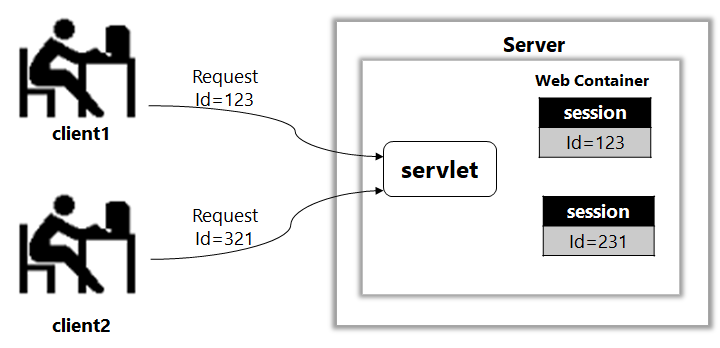 Server
Web Container
Request
Id=123
session
Id=123
client1
servlet
Request
Id=321
session
Id=231
client2